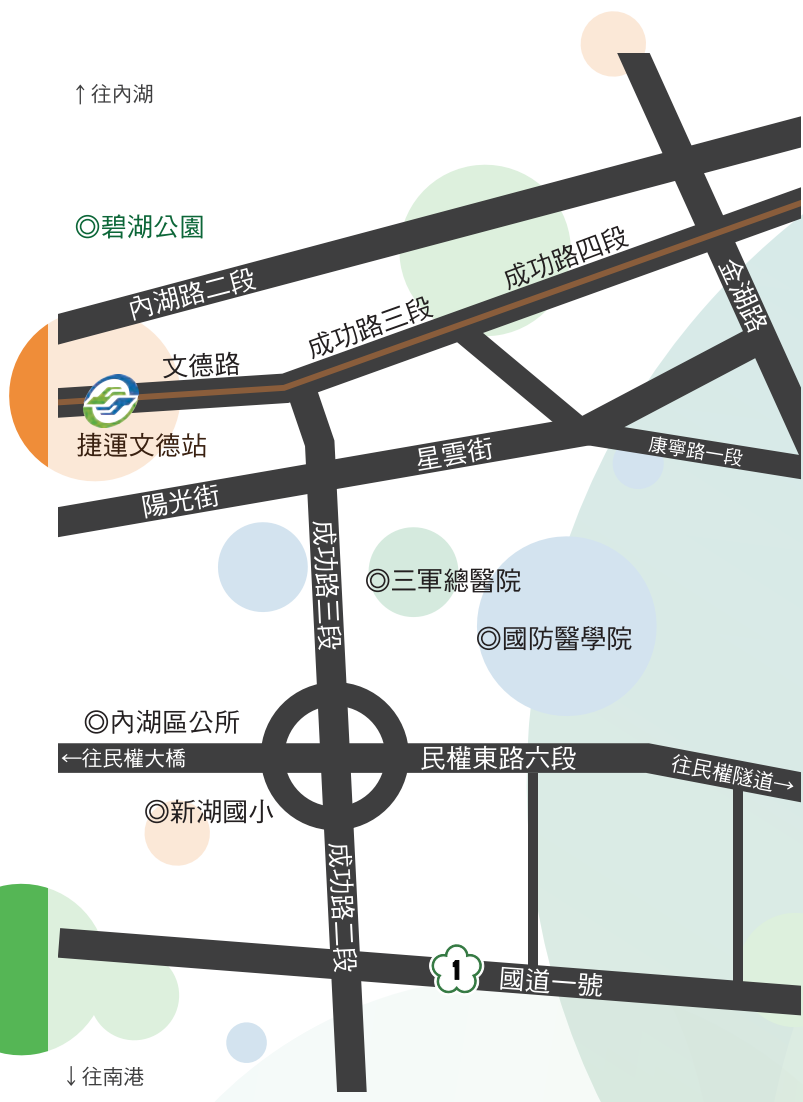 ↑往內湖
◎碧湖公園
內湖路二段
成功路四段
金湖路
成功路三段
文德路
捷運文德站
陽光街
星雲街
康寧路一段
成功路三段
◎三軍總醫院
◎國防醫學院
◎內湖區公所
←往民權大橋
民權東路六段
往民權隧道→
◎新湖國小
成功路二段
1
國道一號
↓往南港